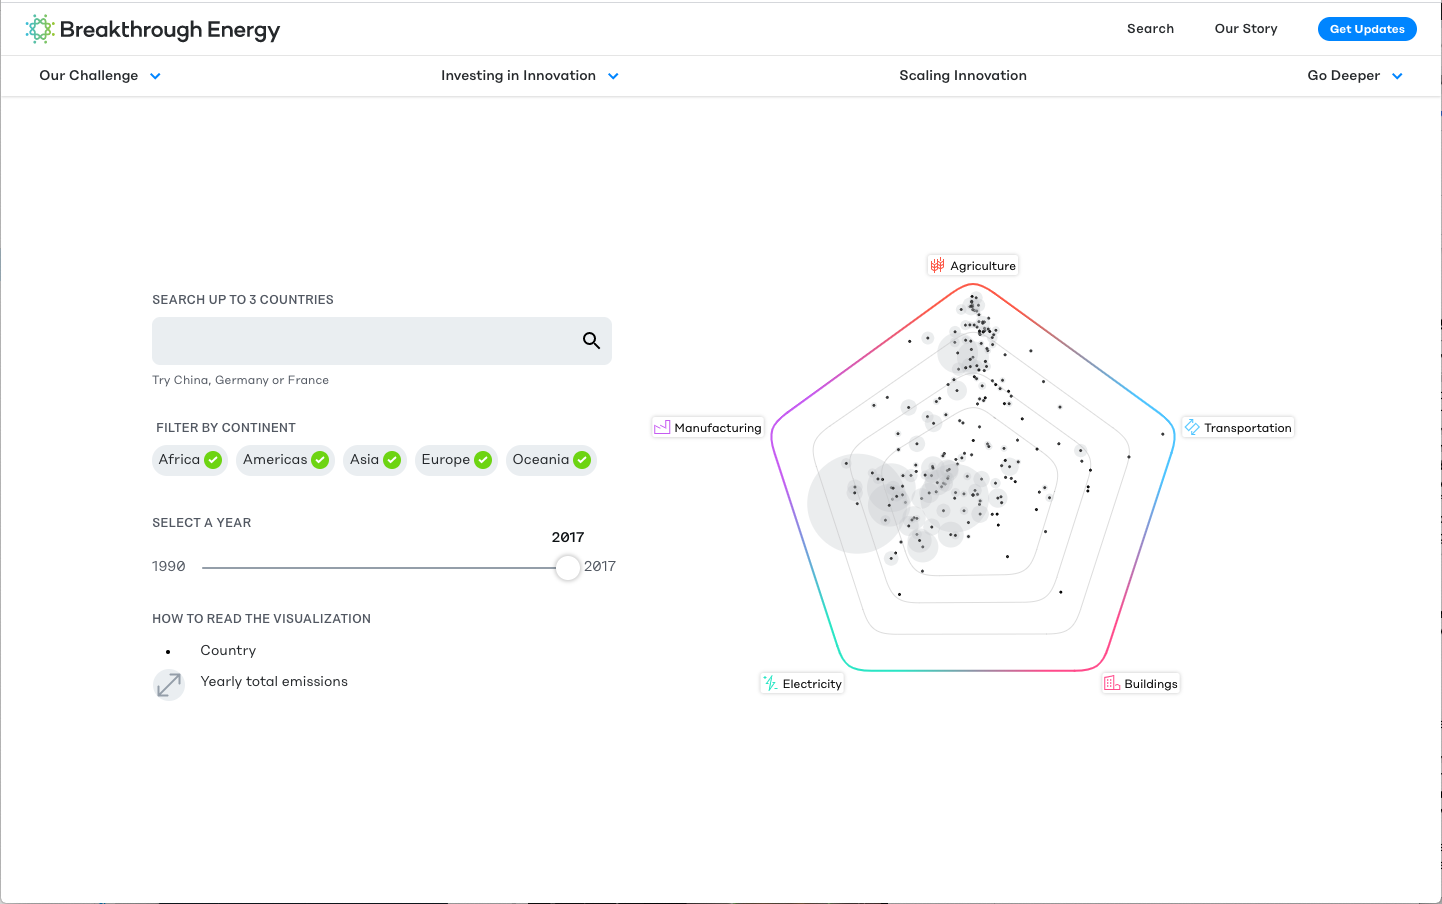 Breakthrough Energy
Search
Our Story
Get Updates
Our Challenge
Investing in Innovation
Scaling Innovation
Go Deeper
SEARCH UP TO 3 COUNTRIES
Try China, Germany or France
FILTER BY CONTINENT
Africa
Americas
Asia
Europe
Oceania
SELECT A YEAR
2017
1990
2017
HOW TO READ THE VISUALIZATION
Country
Yearly total emissions
Agriculture
Manufacturing
Transportation
Electricity
Buildings